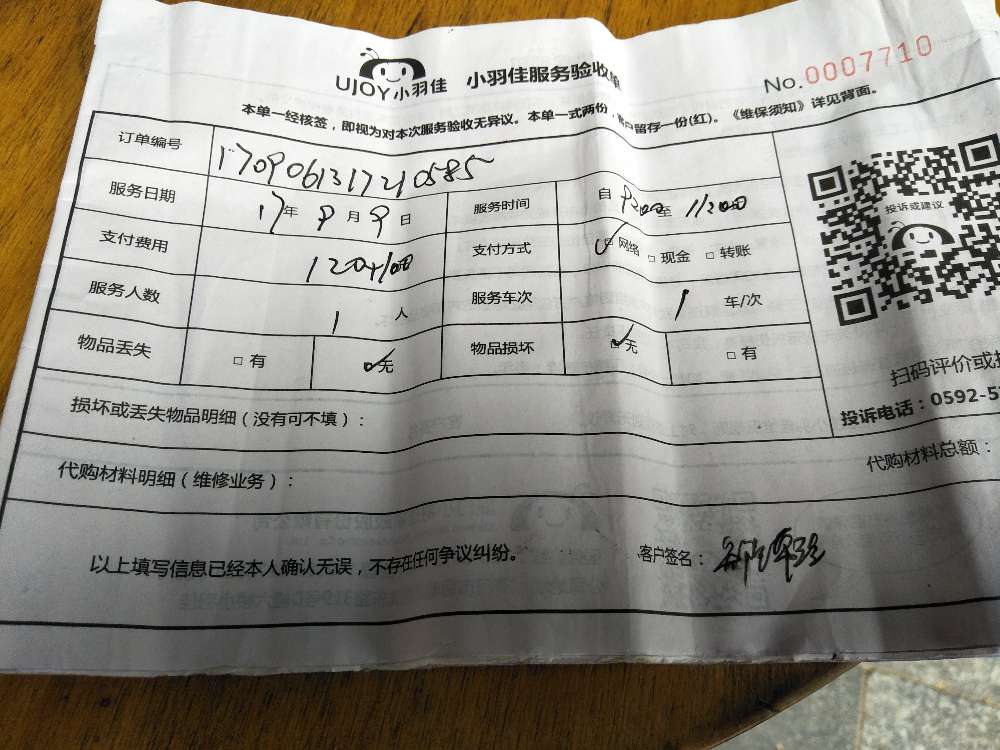 UJOY小羽佳 小羽佳服务验收单
No.0007710
本单一经核签，即视为对本次服务验收无异议。本单一式两份，客户留存一份(红)。《维保须知》详见背面。
订单编号 1709061317210585
服务日期 17年 9月 9日 服务时间 自 9:00 至 11:00
支付费用 支付方式 ☑网络 □现金 □转账
服务人数 1 人 服务车次 1 车/次
物品丢失 □有 ☑无 物品损坏 ☑无 □有
投诉或建议
扫码评价或
投诉电话：0592-5
损坏或丢失物品明细（没有可不填）：
代购材料明细（维修业务）： 代购材料总额：
以上填写信息已经本人确认无误，不存在任何争议纠纷。 客户签名：